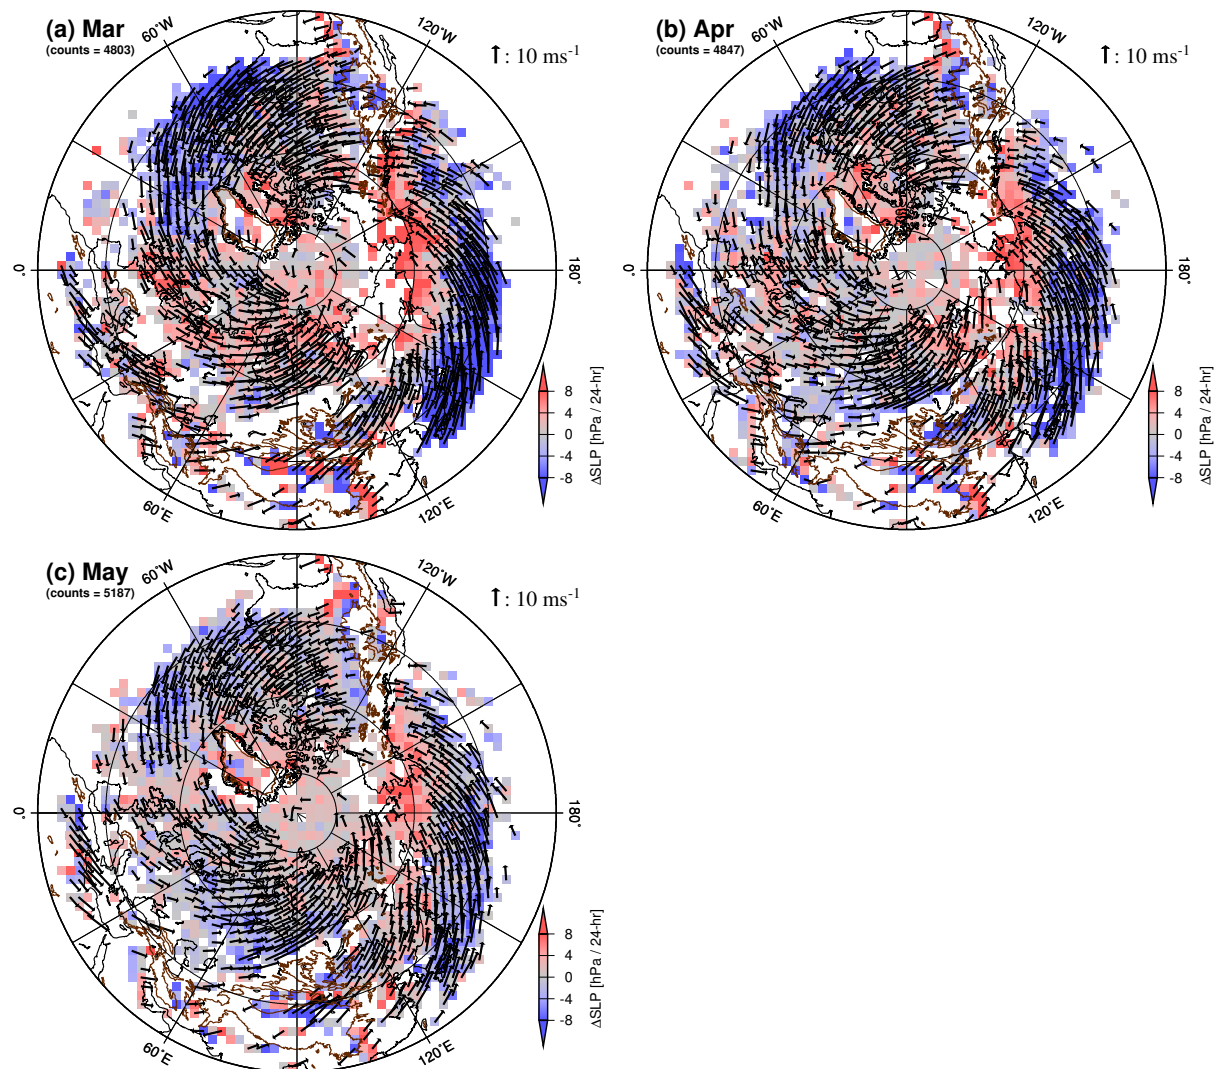 (a) Mar
(counts = 4803)
60°W
120°W
↑: 10 ms⁻¹
0°
180°
60°E
120°E
8
4
0
-4
-8
ΔSLP [hPa / 24-hr]
(b) Apr
(counts = 4847)
60°W
120°W
↑: 10 ms⁻¹
0°
180°
60°E
120°E
8
4
0
-4
-8
ΔSLP [hPa / 24-hr]
(c) May
(counts = 5187)
60°W
120°W
↑: 10 ms⁻¹
0°
180°
60°E
120°E
8
4
0
-4
-8
ΔSLP [hPa / 24-hr]